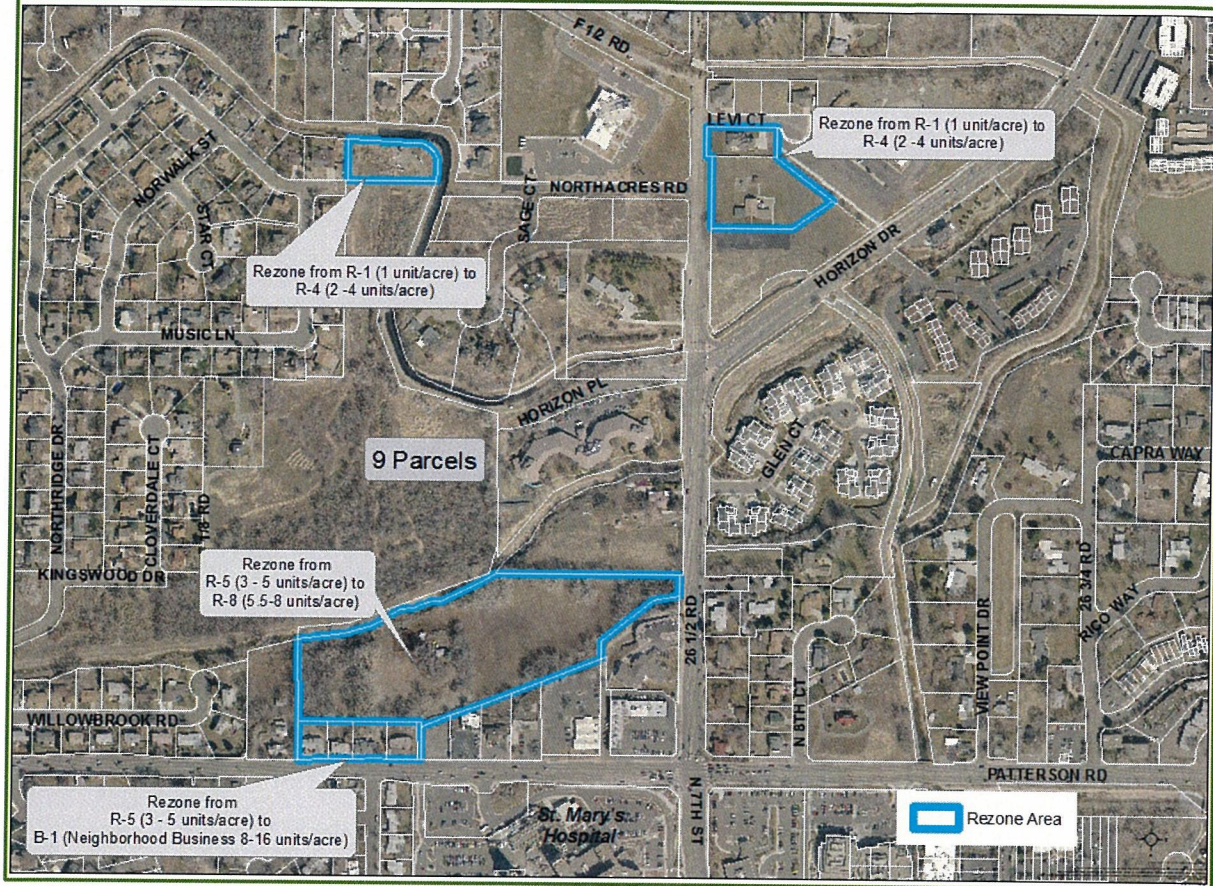 F 1/2 RD
LEVI CT
Rezone from R-1 (1 unit/acre) to
R-4 (2 -4 units/acre)
NORWALK ST
NORTHACRES RD
STAR CT
SAGE CT
Rezone from R-1 (1 unit/acre) to
R-4 (2 -4 units/acre)
HORIZON DR
MUSIC LN
HORIZON PL
9 Parcels
GLEN CT
CAPRA WAY
NORTHRIDGE DR
CLOVERDALE CT
1/8 RD
KINGSWOOD DR
Rezone from
R-5 (3 - 5 units/acre) to
R-8 (5.5-8 units/acre)
26 1/2 RD
26 3/4 RD
RICO WAY
VIEW POINT DR
N 8TH CT
WILLOWBROOK RD
PATTERSON RD
Rezone from
R-5 (3 - 5 units/acre) to
B-1 (Neighborhood Business 8-16 units/acre)
St. Mary's
Hospital
N 7TH ST
Rezone Area